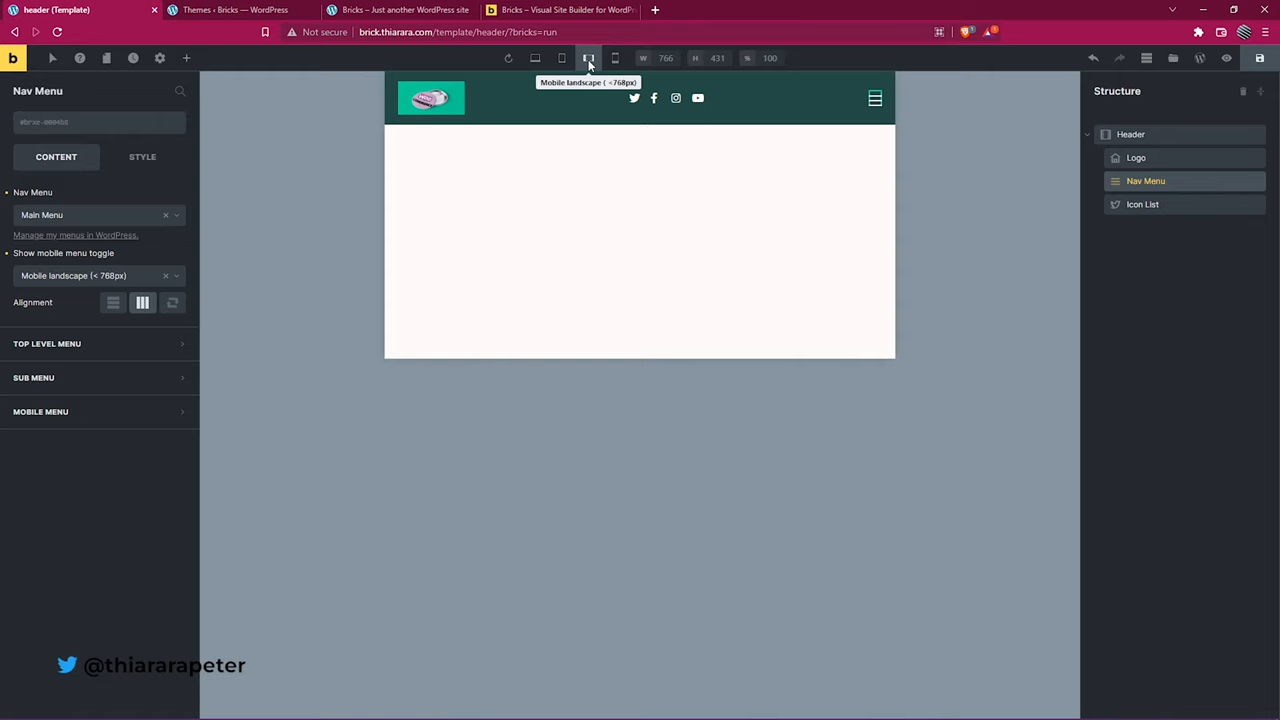 header (Template)
Themes ‹ Bricks — WordPress
Bricks – Just another WordPress site
Bricks – Visual Site Builder for WordPr
Not secure
brick.thiarara.com/template/header/?bricks=run
b
W 766 H 431 % 100
Mobile landscape ( <768px)
Nav Menu
#brxe-0004b8
CONTENT STYLE
Nav Menu
Main Menu
Manage my menus in WordPress.
Show mobile menu toggle
Mobile landscape (< 768px)
Alignment
TOP LEVEL MENU
SUB MENU
MOBILE MENU
Structure
Header
Logo
Nav Menu
Icon List
@thiararapeter